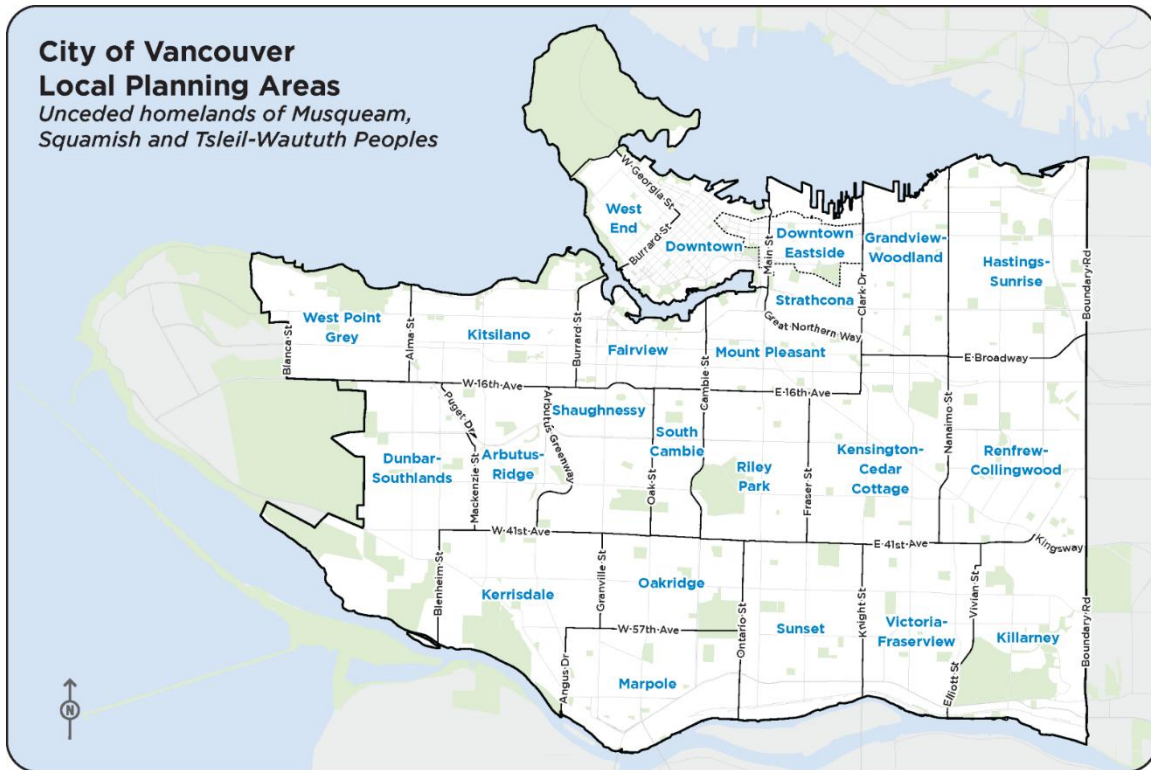 City of Vancouver
Local Planning Areas
Unceded homelands of Musqueam,
Squamish and Tsleil-Waututh Peoples
W·Georgia·St
West
End
Burrard·St
Downtown
Main·St
Downtown
Eastside
Clark·Dr
Grandview-
Woodland
Hastings-
Sunrise
Boundary·Rd
Strathcona
Great·Northern·Way
Blanca·St
West Point
Grey
Alma·St
Kitsilano
Burrard·St
Fairview
Cambie·St
Mount Pleasant
E·Broadway
W·16th·Ave
E·16th·Ave
Puget·Dr
Arbutus·Greenway
Shaughnessy
South
Cambie
Nanaimo·St
Dunbar-
Southlands
Mackenzie·St
Arbutus-
Ridge
Oak·St
Riley
Park
Fraser·St
Kensington-
Cedar
Cottage
Renfrew-
Collingwood
W·41st·Ave
E·41st·Ave
Kingsway
Blenheim·St
Kerrisdale
Granville·St
Oakridge
Ontario·St
Sunset
Knight·St
Victoria-
Fraserview
Vivian·St
Killarney
Boundary·Rd
W·57th·Ave
Angus·Dr
Marpole
Elliott·St
N